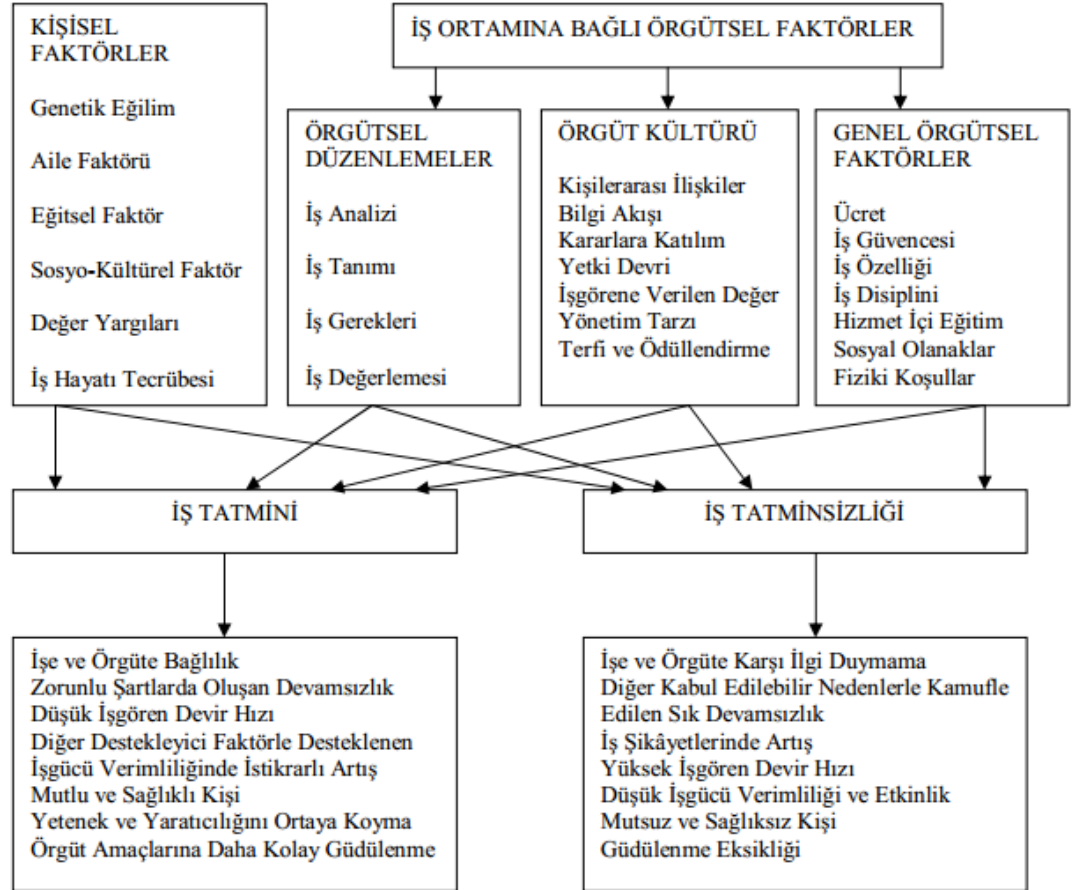 KİŞİSEL
FAKTÖRLER
Genetik Eğilim
Aile Faktörü
Eğitsel Faktör
Sosyo-Kültürel Faktör
Değer Yargıları
İş Hayatı Tecrübesi
İŞ ORTAMINA BAĞLI ÖRGÜTSEL FAKTÖRLER
ÖRGÜTSEL
DÜZENLEMELER
İş Analizi
İş Tanımı
İş Gerekleri
İş Değerlemesi
ÖRGÜT KÜLTÜRÜ
Kişilerarası İlişkiler
Bilgi Akışı
Kararlara Katılım
Yetki Devri
İşgörene Verilen Değer
Yönetim Tarzı
Terfi ve Ödüllendirme
GENEL ÖRGÜTSEL
FAKTÖRLER
Ücret
İş Güvencesi
İş Özelliği
İş Disiplini
Hizmet İçi Eğitim
Sosyal Olanaklar
Fiziki Koşullar
İŞ TATMİNİ
İŞ TATMİNSİZLİĞİ
İşe ve Örgüte Bağlılık
Zorunlu Şartlarda Oluşan Devamsızlık
Düşük İşgören Devir Hızı
Diğer Destekleyici Faktörle Desteklenen
İşgücü Verimliliğinde İstikrarlı Artış
Mutlu ve Sağlıklı Kişi
Yetenek ve Yaratıcılığını Ortaya Koyma
Örgüt Amaçlarına Daha Kolay Güdülenme
İşe ve Örgüte Karşı İlgi Duymama
Diğer Kabul Edilebilir Nedenlerle Kamufle
Edilen Sık Devamsızlık
İş Şikâyetlerinde Artış
Yüksek İşgören Devir Hızı
Düşük İşgücü Verimliliği ve Etkinlik
Mutsuz ve Sağlıksız Kişi
Güdülenme Eksikliği